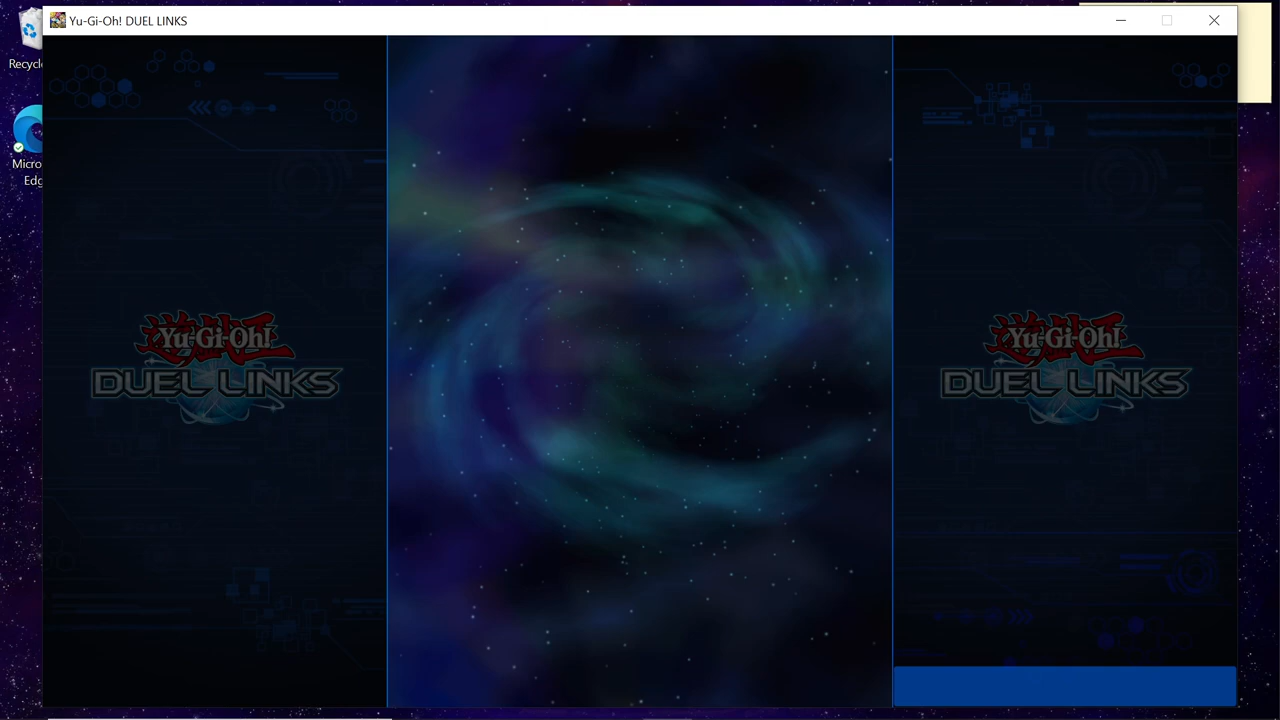 Yu-Gi-Oh! DUEL LINKS
Recycl
Micro
Edg
Yu-Gi-Oh!
DUEL LINKS
Yu-Gi-Oh!
DUEL LINKS